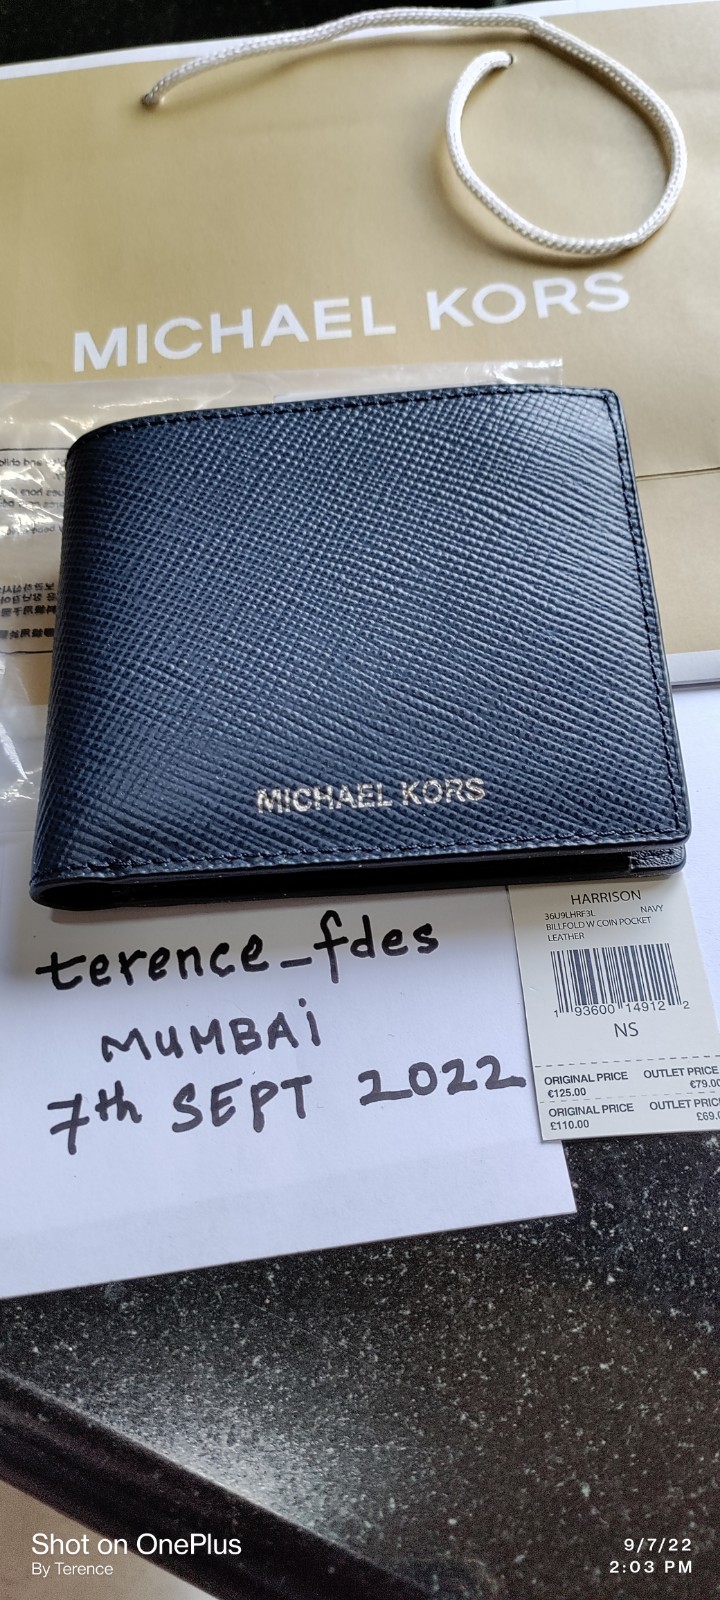 MICHAEL KORS
MICHAEL KORS
terence_fdes
MUMBAi
7th SEPT 2022
HARRISON
36U9LHRF3L NAVY
BILLFOLD W COIN POCKET
LEATHER
1 93600 14912 2
NS
ORIGINAL PRICE OUTLET PRICE
€125.00 €79.00
ORIGINAL PRICE OUTLET PRICE
£110.00 £69.0
Shot on OnePlus
By Terence
9/7/22
2:03 PM